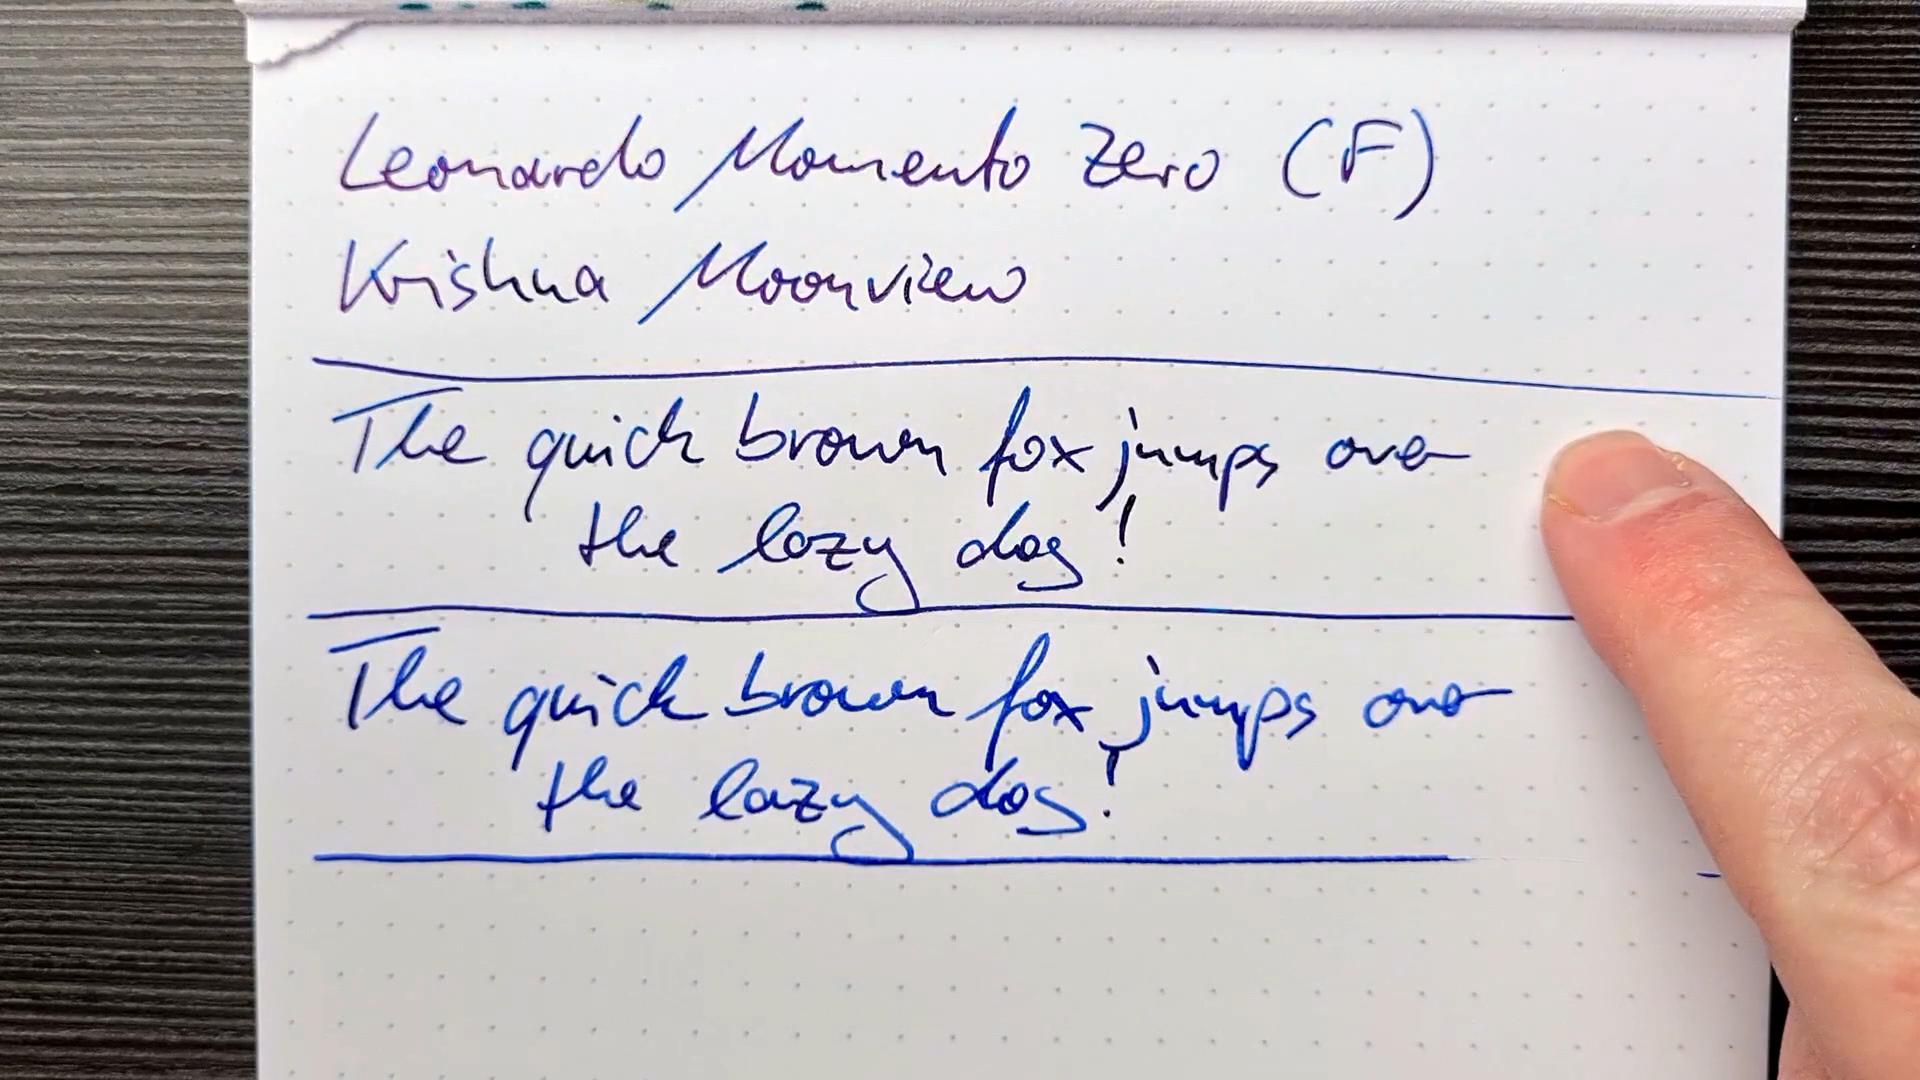 Leonardo Momento Zero (F)
Krishna Moonview
The quick brown fox jumps over
the lazy dog!
The quick brown fox jumps over
the lazy dog!